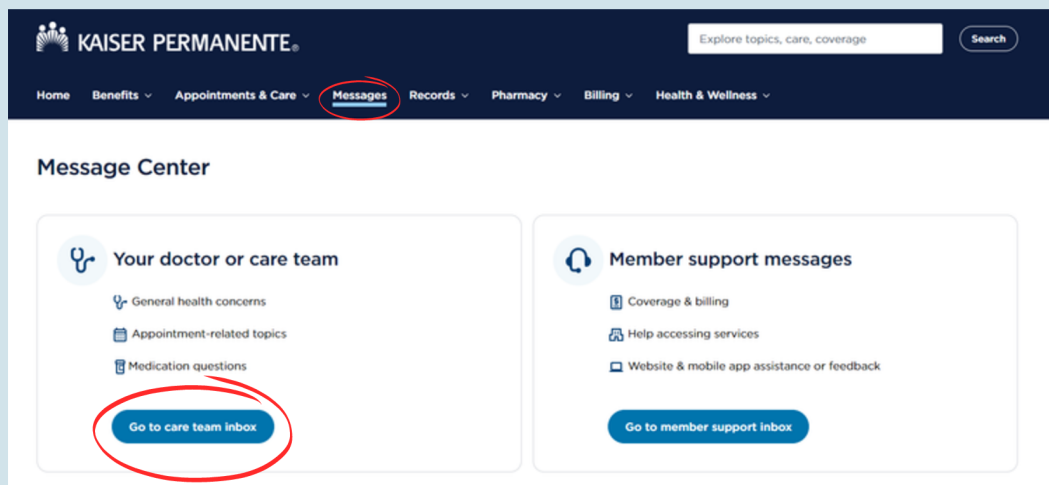 KAISER PERMANENTE®
Explore topics, care, coverage
Search
Home Benefits Appointments & Care Messages Records Pharmacy Billing Health & Wellness
Message Center
Your doctor or care team
General health concerns
Appointment-related topics
Medication questions
Go to care team inbox
Member support messages
Coverage & billing
Help accessing services
Website & mobile app assistance or feedback
Go to member support inbox